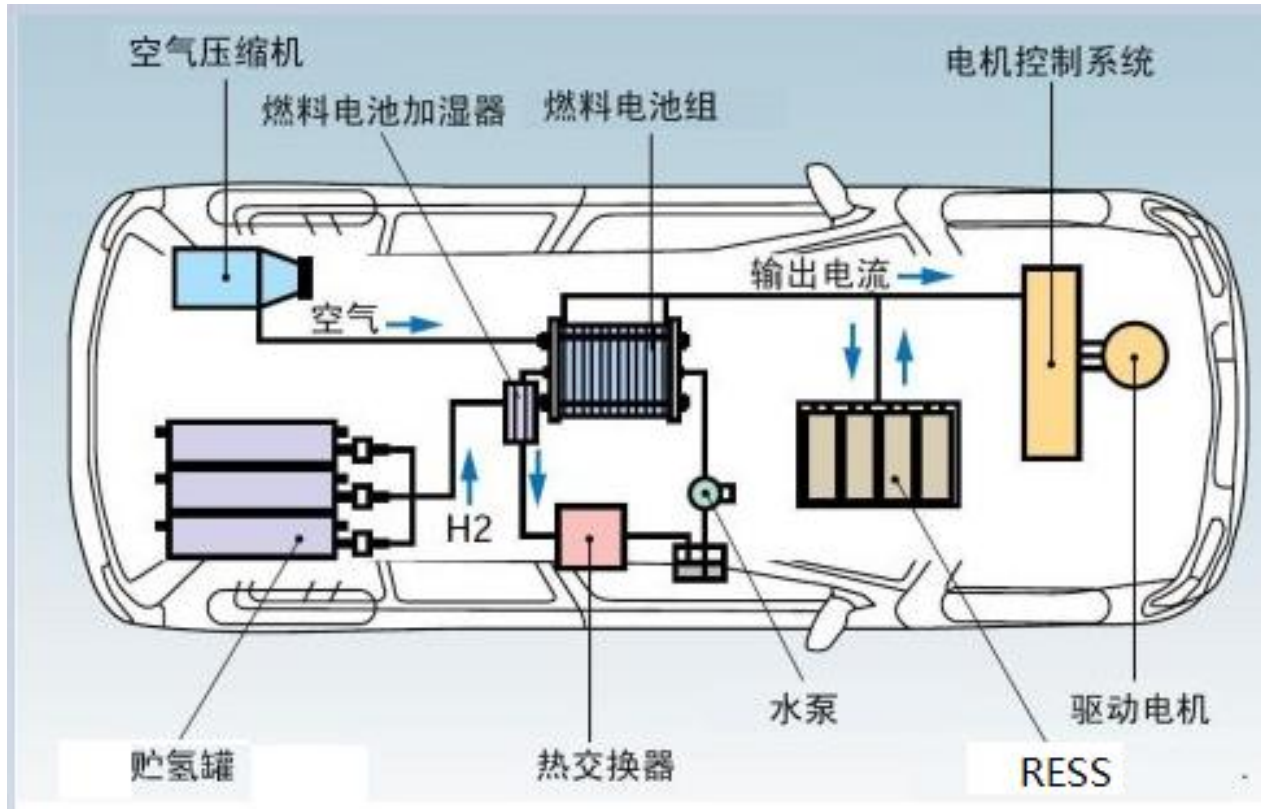 空气压缩机
电机控制系统
燃料电池加湿器
燃料电池组
输出电流
空气
H2
水泵
驱动电机
贮氢罐
热交换器
RESS